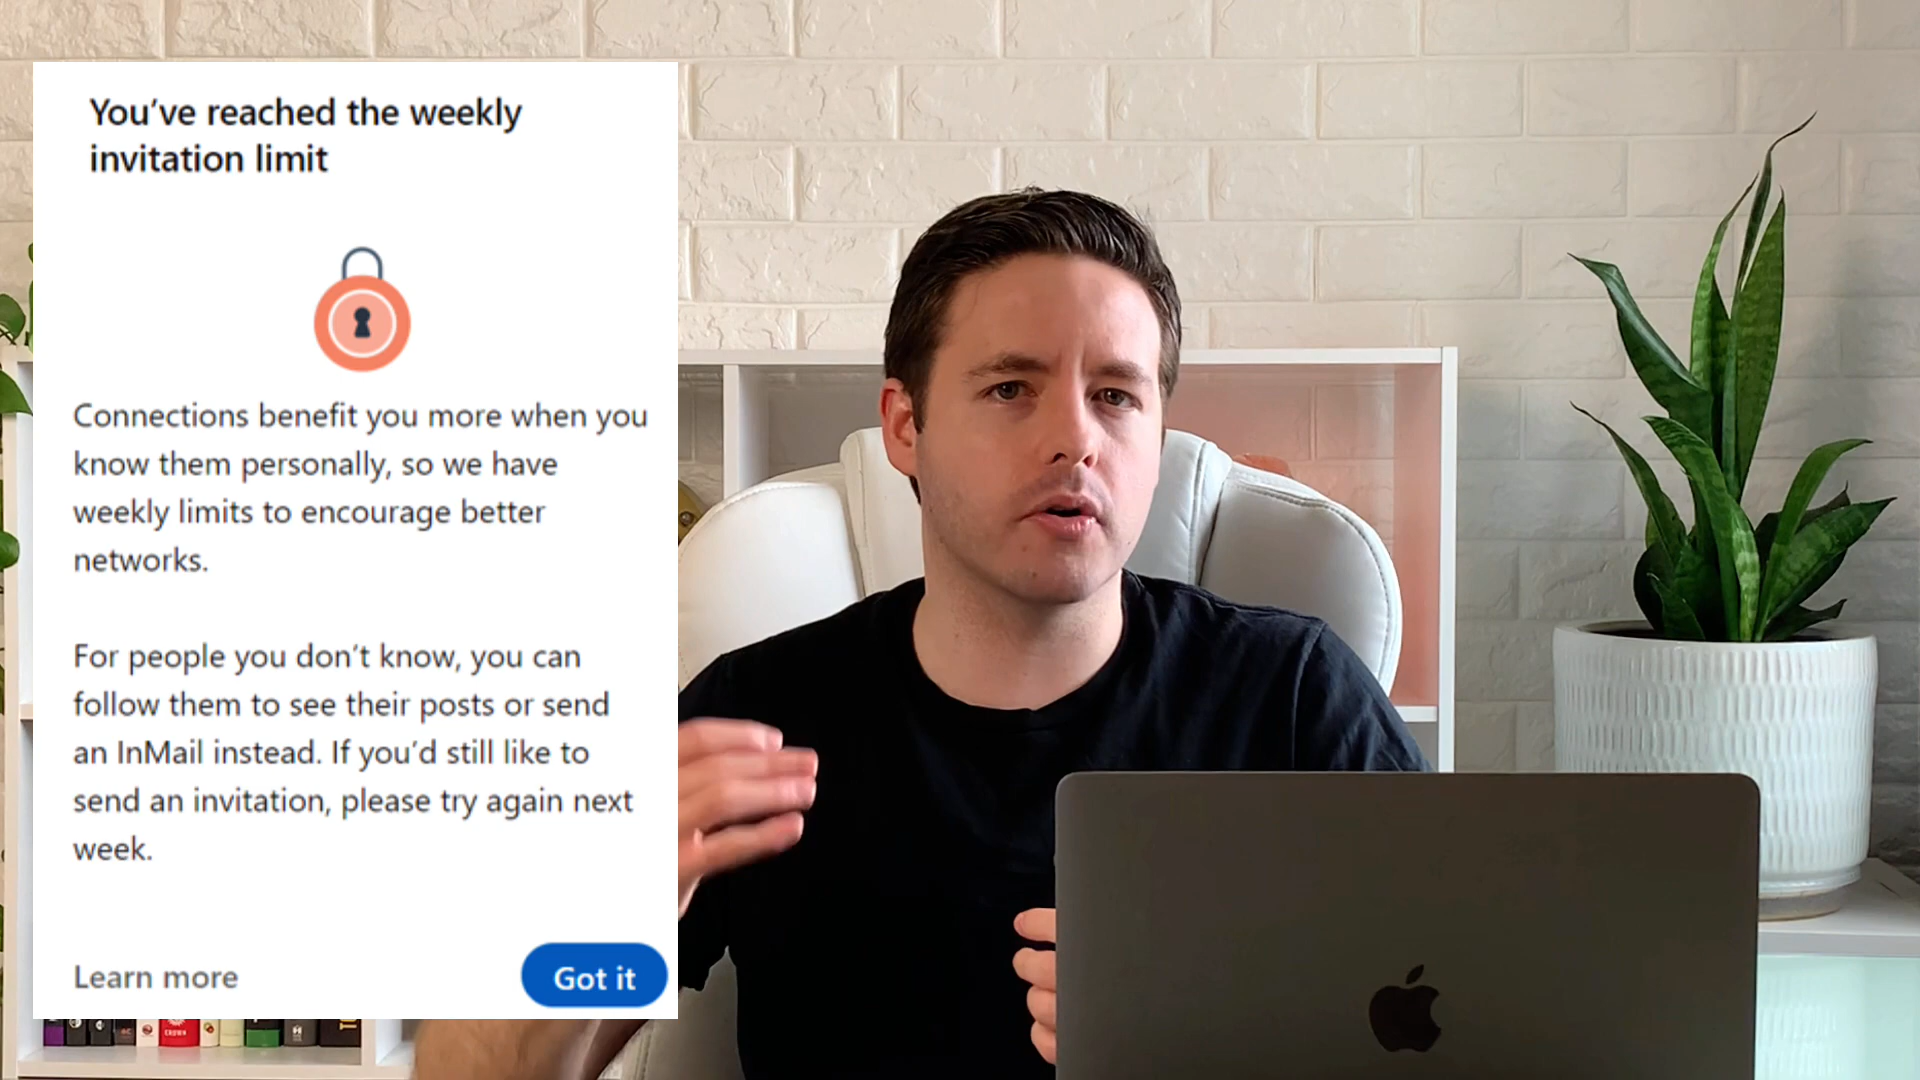 You've reached the weekly
invitation limit
Connections benefit you more when you
know them personally, so we have
weekly limits to encourage better
networks.
For people you don't know, you can
follow them to see their posts or send
an InMail instead. If you'd still like to
send an invitation, please try again next
week.
Learn more
Got it
CROWN